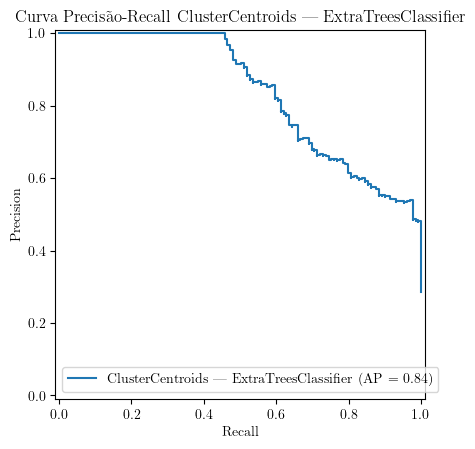 Curva Precisão-Recall ClusterCentroids — ExtraTreesClassifier
1.0
0.8
0.6
0.4
0.2
0.0
Precision
ClusterCentroids — ExtraTreesClassifier (AP = 0.84)
0.0 0.2 0.4 0.6 0.8 1.0
Recall